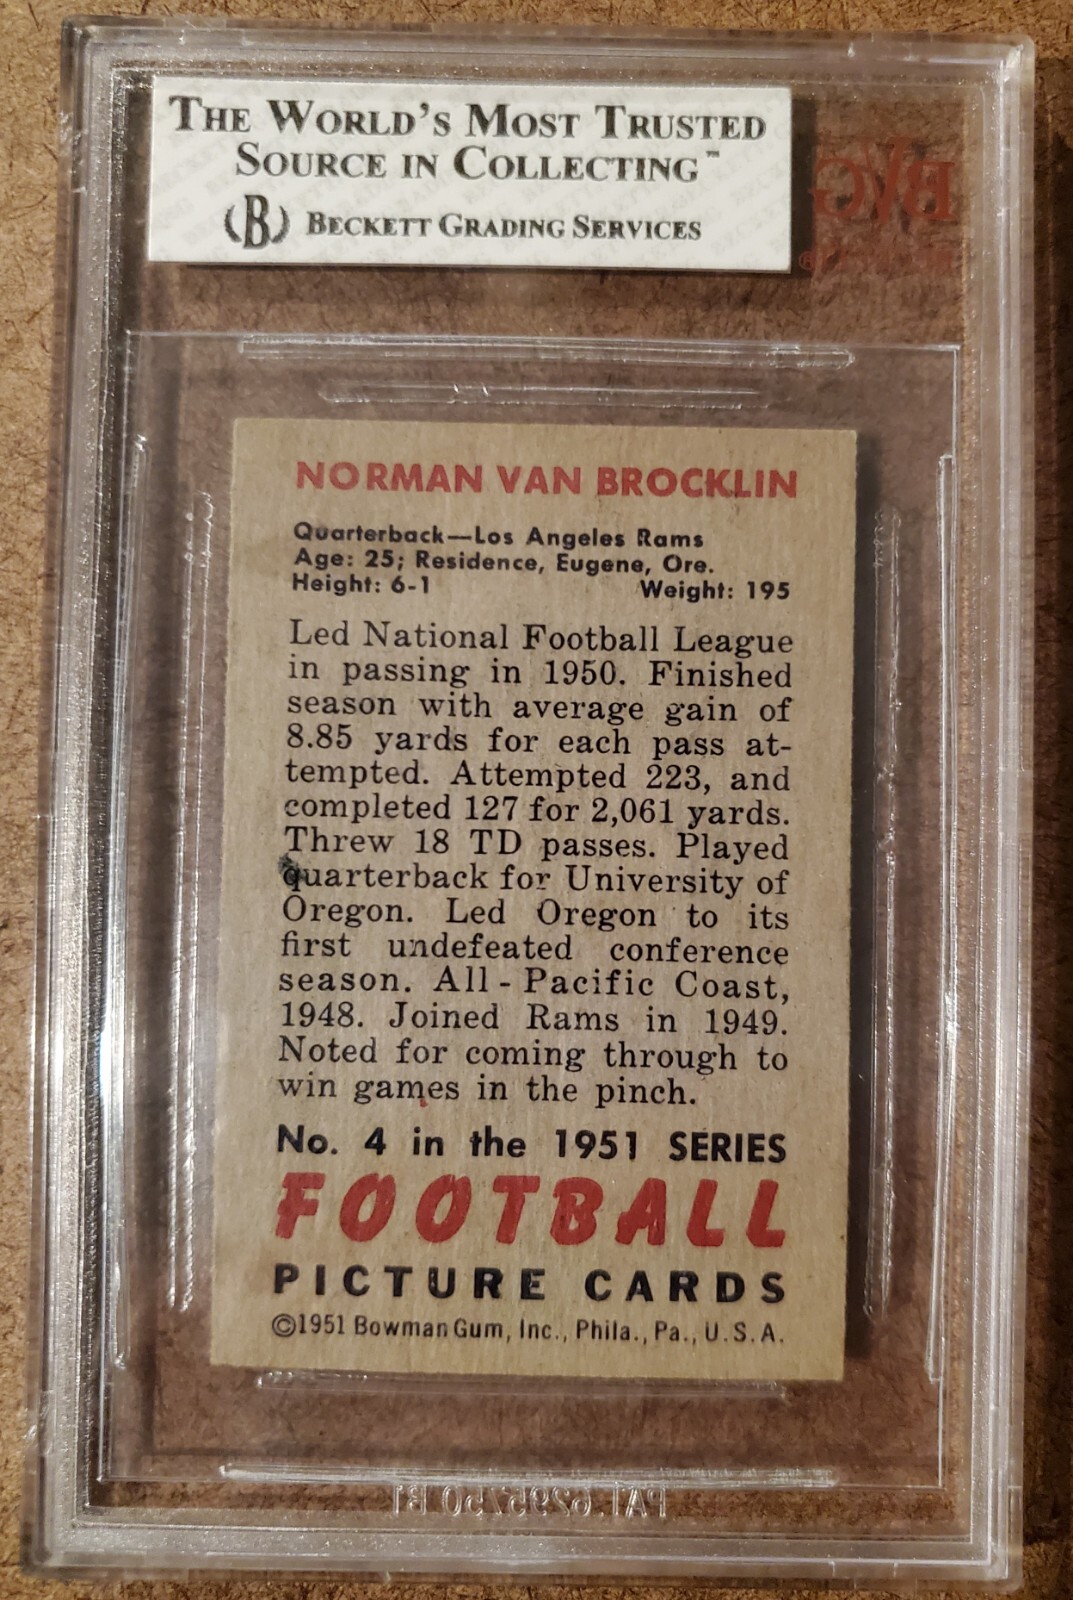 THE WORLD'S MOST TRUSTED
SOURCE IN COLLECTING™
(B) BECKETT GRADING SERVICES
BVG
NORMAN VAN BROCKLIN
Quarterback—Los Angeles Rams
Age: 25; Residence, Eugene, Ore.
Height: 6-1 Weight: 195
Led National Football League
in passing in 1950. Finished
season with average gain of
8.85 yards for each pass at-
tempted. Attempted 223, and
completed 127 for 2,061 yards.
Threw 18 TD passes. Played
quarterback for University of
Oregon. Led Oregon to its
first undefeated conference
season. All-Pacific Coast,
1948. Joined Rams in 1949.
Noted for coming through to
win games in the pinch.
No. 4 in the 1951 SERIES
FOOTBALL
PICTURE CARDS
©1951 Bowman Gum, Inc., Phila., Pa., U.S.A.
PAT. 6295750 B1